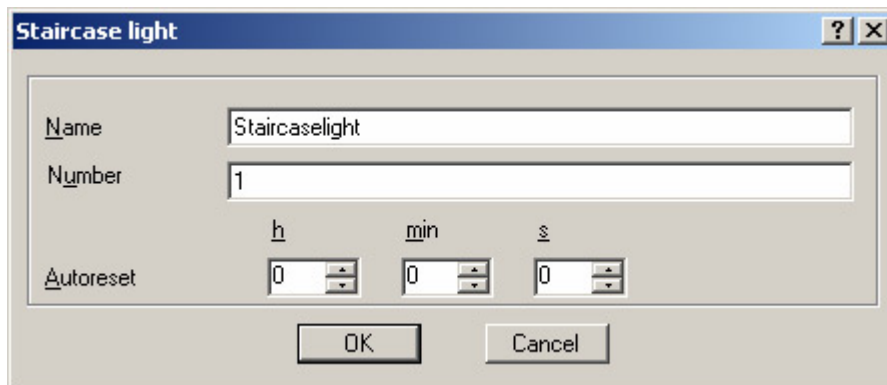 Staircase light
Name Staircaselight
Number 1
h min s
Autoreset 0 0 0
OK Cancel